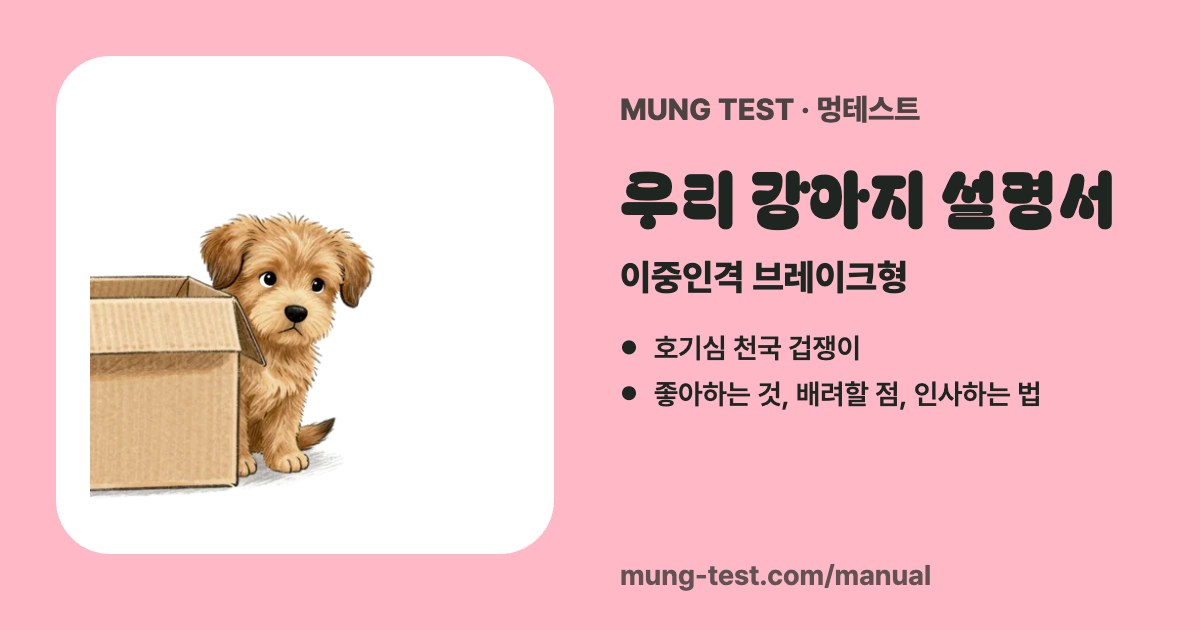 MUNG TEST · 멍테스트
우리 강아지 설명서
이중인격 브레이크형
● 호기심 천국 겁쟁이
● 좋아하는 것, 배려할 점, 인사하는 법
mung-test.com/manual